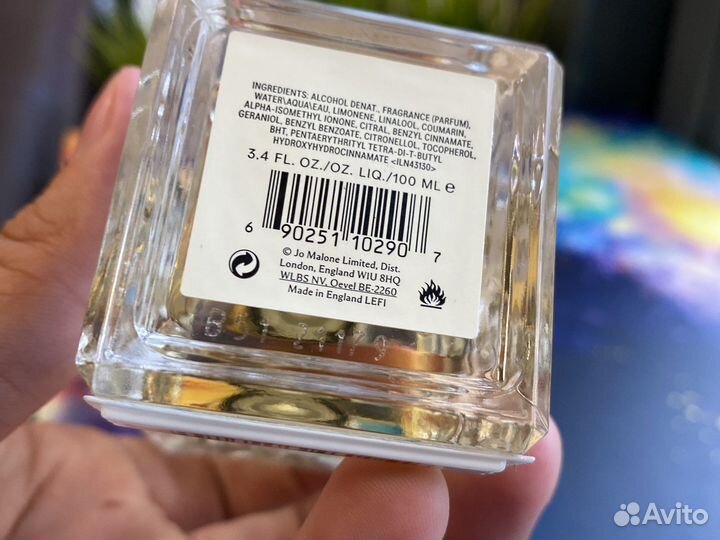 INGREDIENTS: ALCOHOL DENAT., FRAGRANCE (PARFUM),
WATER\AQUA\EAU, LIMONENE, LINALOOL, COUMARIN,
ALPHA-ISOMETHYL IONONE, CITRAL, BENZYL CINNAMATE,
GERANIOL, BENZYL BENZOATE, CITRONELLOL, TOCOPHEROL,
BHT, PENTAERYTHRITYL TETRA-DI-T-BUTYL
HYDROXYHYDROCINNAMATE <ILN43130>
3.4 FL. OZ./OZ. LIQ./100 ML e
6 90251 10290 7
© Jo Malone Limited, Dist.
London, England W1U 8HQ
WLBS NV, Oevel BE-2260
Made in England LEFI
Avito